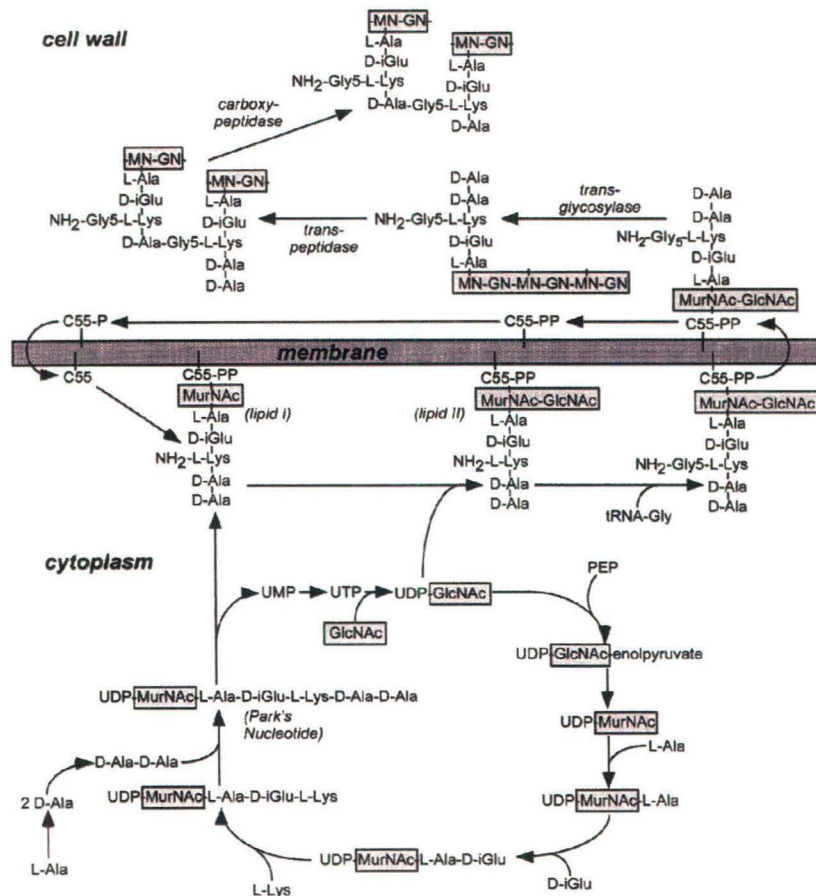 cell wall
-MN-GN-
L-Ala
D-iGlu
NH2-Gly5-L-Lys
D-Ala-Gy5-L-Lys
-MN-GN-
L-Ala
D-iGlu
D-Ala
carboxy-
peptidase
-MN-GN-
L-Ala
D-iGlu
NH2-Gly5-L-Lys
D-Ala-Gy5-L-Lys
-MN-GN-
L-Ala
D-iGlu
D-Ala
D-Ala
trans-
peptidase
D-Ala
D-Ala
NH2-Gly5-L-Lys
D-iGlu
L-Ala
MN-GN-MN-GN-MN-GN
trans-
glycosylase
D-Ala
D-Ala
NH2-Gly5-L-Lys
D-iGlu
L-Ala
MurNAc-GlcNAc
C55-P
C55-PP
C55-PP
membrane
C55
C55-PP
MurNAc
(lipid I)
L-Ala
D-iGlu
NH2-L-Lys
D-Ala
D-Ala
C55-PP
(lipid II)
MurNAc-GlcNAc
L-Ala
D-iGlu
NH2-L-Lys
D-Ala
D-Ala
tRNA-Gly
C55-PP
MurNAc-GlcNAc
L-Ala
D-iGlu
NH2-Gly5-L-Lys
D-Ala
D-Ala
cytoplasm
UMP
UTP
UDP-GlcNAc
GlcNAc
PEP
UDP-GlcNAc-enolpyruvate
UDP-MurNAc
L-Ala
UDP-MurNAc-L-Ala
D-iGlu
UDP-MurNAc-L-Ala-D-iGlu
L-Lys
UDP-MurNAc-L-Ala-D-iGlu-L-Lys
D-Ala-D-Ala
2 D-Ala
L-Ala
UDP-MurNAc-L-Ala-D-iGlu-L-Lys-D-Ala-D-Ala
(Park's
Nucleotide)